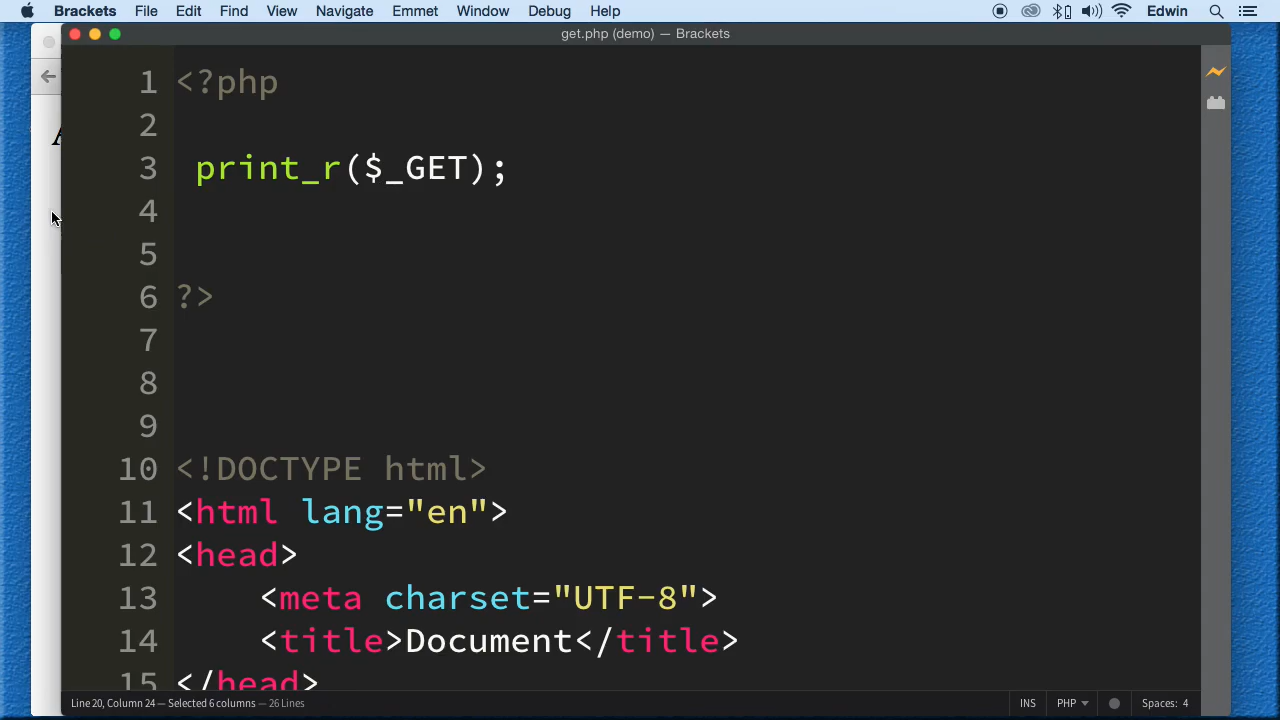 Brackets File Edit Find View Navigate Emmet Window Debug Help Edwin
get.php (demo) — Brackets
1 <?php
2
3 print_r($_GET);
4
5
6 ?>
7
8
9
10 <!DOCTYPE html>
11 <html lang="en">
12 <head>
13 <meta charset="UTF-8">
14 <title>Document</title>
15 </head>
Line 20, Column 24 — Selected 6 columns — 26 Lines INS PHP Spaces: 4